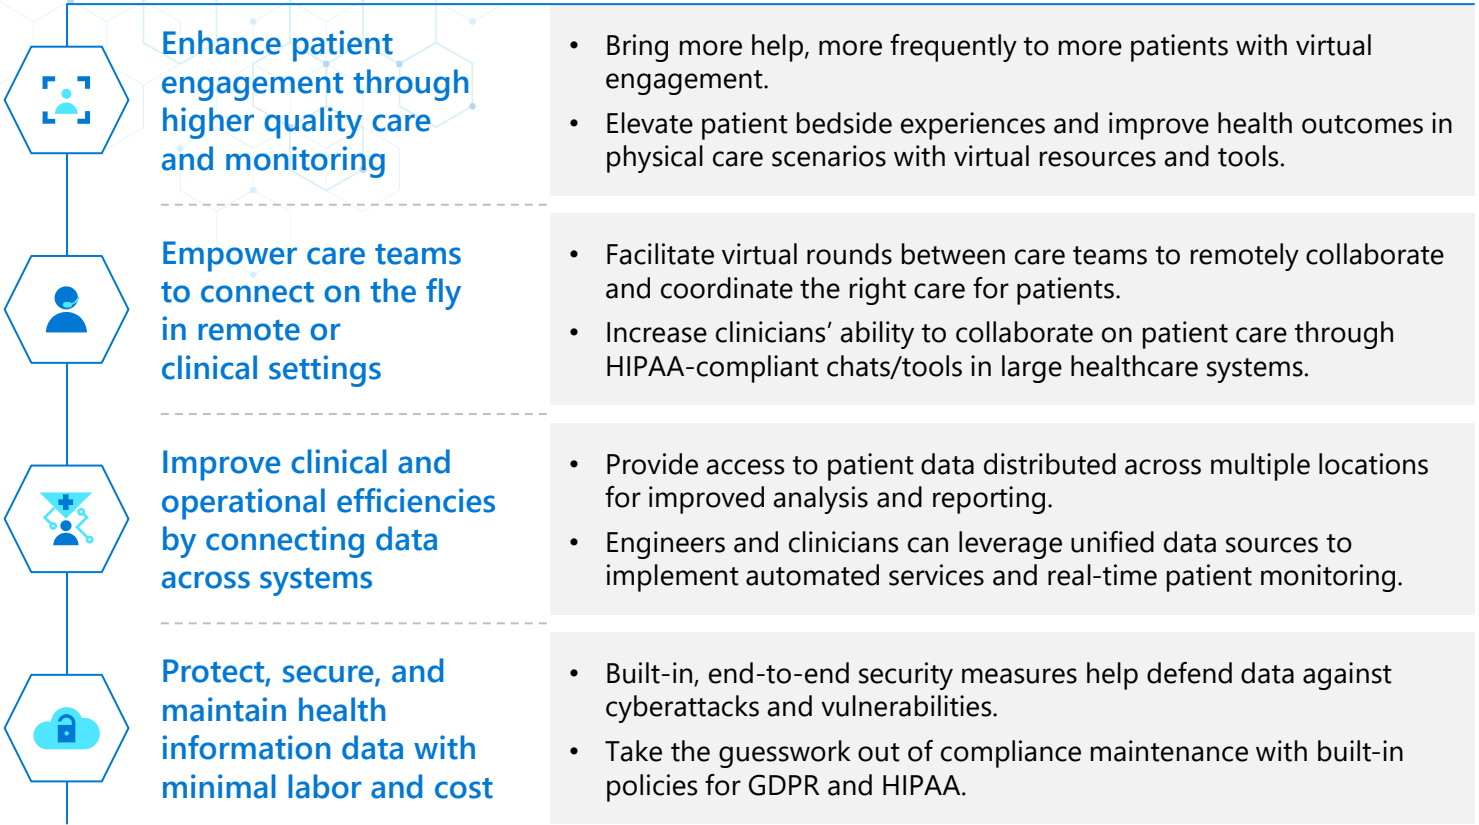 Enhance patient
engagement through
higher quality care
and monitoring
• Bring more help, more frequently to more patients with virtual
engagement.
• Elevate patient bedside experiences and improve health outcomes in
physical care scenarios with virtual resources and tools.
Empower care teams
to connect on the fly
in remote or
clinical settings
• Facilitate virtual rounds between care teams to remotely collaborate
and coordinate the right care for patients.
• Increase clinicians’ ability to collaborate on patient care through
HIPAA-compliant chats/tools in large healthcare systems.
Improve clinical and
operational efficiencies
by connecting data
across systems
• Provide access to patient data distributed across multiple locations
for improved analysis and reporting.
• Engineers and clinicians can leverage unified data sources to
implement automated services and real-time patient monitoring.
Protect, secure, and
maintain health
information data with
minimal labor and cost
• Built-in, end-to-end security measures help defend data against
cyberattacks and vulnerabilities.
• Take the guesswork out of compliance maintenance with built-in
policies for GDPR and HIPAA.